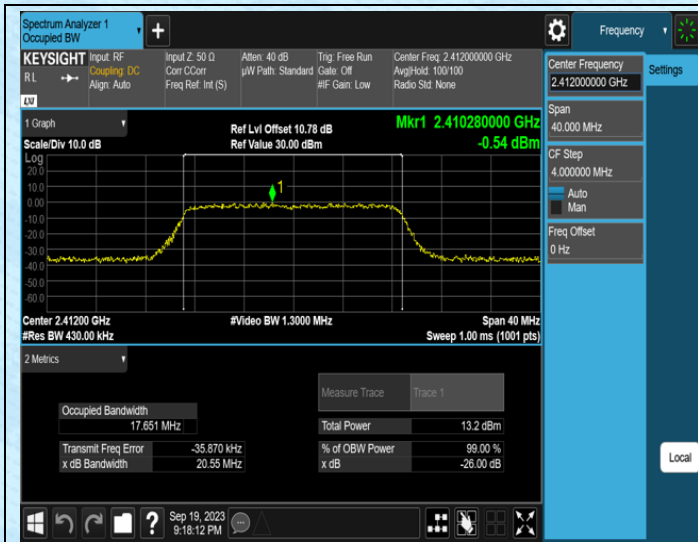 Spectrum Analyzer 1
Occupied BW
+
Frequency
KEYSIGHT
R L
LXI
Input: RF
Coupling: DC
Align: Auto
Input Z: 50 Ω
Corr CCorr
Freq Ref: Int (S)
Atten: 40 dB
µW Path: Standard
Trig: Free Run
Gate: Off
#IF Gain: Low
Center Freq: 2.412000000 GHz
Avg|Hold: 100/100
Radio Std: None
Center Frequency
2.412000000 GHz
Settings
Span
40.000 MHz
CF Step
4.000000 MHz
Auto
Man
Freq Offset
0 Hz
Local
1 Graph
Scale/Div 10.0 dB
Ref Lvl Offset 10.78 dB
Ref Value 30.00 dBm
Mkr1 2.410280000 GHz
-0.54 dBm
Log
20.0
10.0
0.00
-10.0
-20.0
-30.0
-40.0
-50.0
-60.0
1
Center 2.41200 GHz
#Res BW 430.00 kHz
#Video BW 1.3000 MHz
Span 40 MHz
Sweep 1.00 ms (1001 pts)
2 Metrics
Measure Trace Trace 1
Occupied Bandwidth
17.651 MHz
Total Power 13.2 dBm
Transmit Freq Error -35.870 kHz
% of OBW Power 99.00 %
x dB Bandwidth 20.55 MHz
x dB -26.00 dB
?
Sep 19, 2023
9:18:12 PM